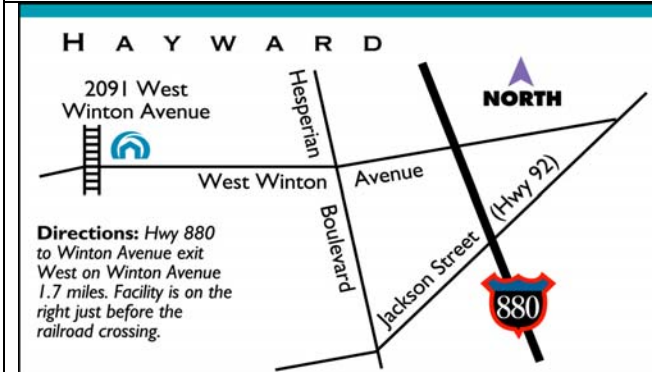 HAYWARD
2091 West
Winton Avenue
Hesperian
NORTH
West Winton Avenue
Boulevard
Jackson Street (Hwy 92)
880
Directions: Hwy 880
to Winton Avenue exit
West on Winton Avenue
1.7 miles. Facility is on the
right just before the
railroad crossing.